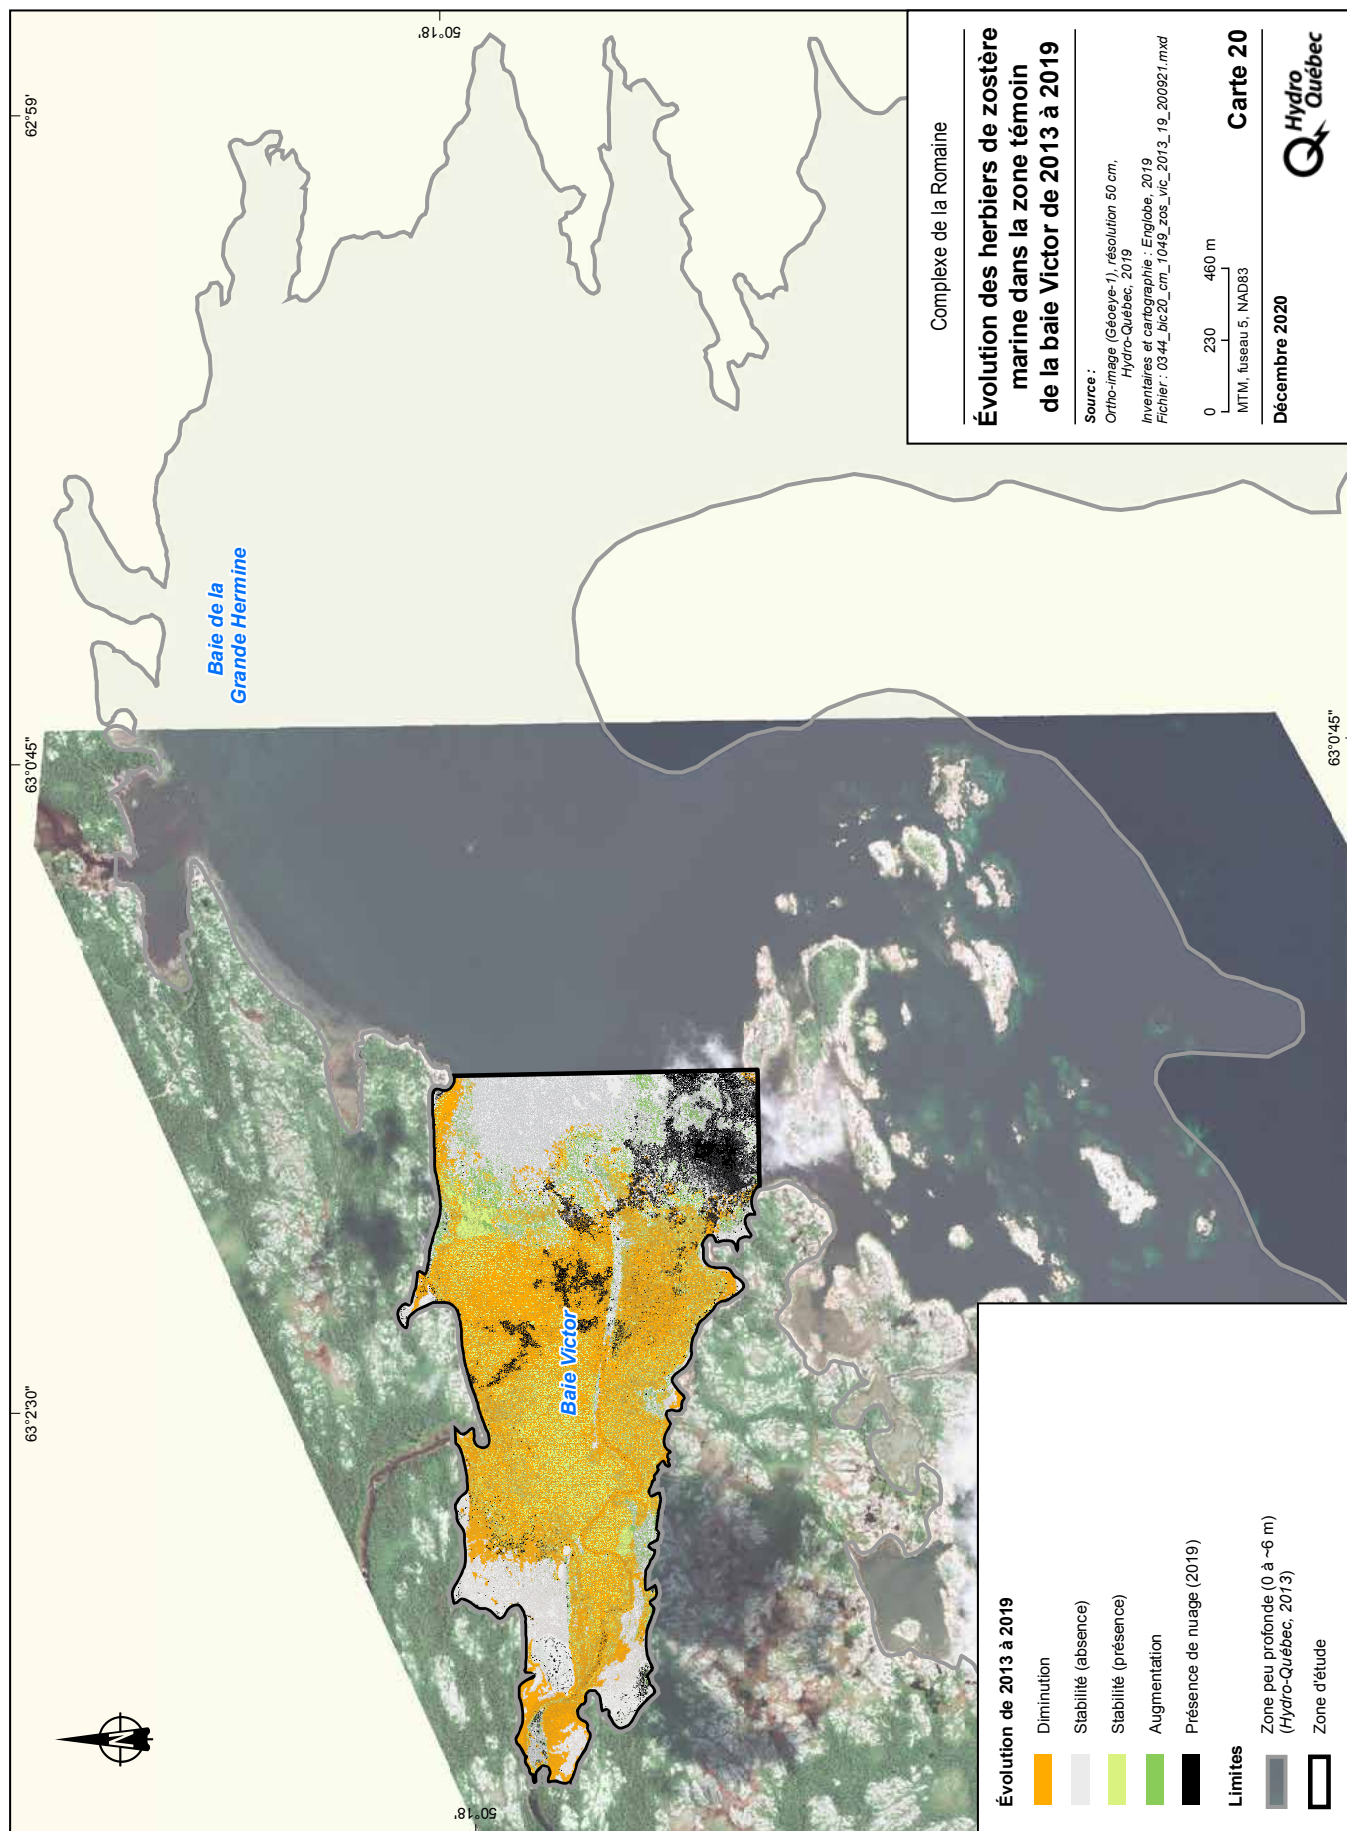 62°59'
63°0'45"
63°2'30"
50°18'
50°18'
63°0'45"
N
Baie de la
Grande Hermine
Baie Victor
Évolution de 2013 à 2019
Diminution
Stabilité (absence)
Stabilité (présence)
Augmentation
Présence de nuage (2019)
Limites
Zone peu profonde (0 à ~6 m)
(Hydro-Québec, 2013)
Zone d'étude
Complexe de la Romaine
Évolution des herbiers de zostère
marine dans la zone témoin
de la baie Victor de 2013 à 2019
Source :
Ortho-image (Géoeye-1), résolution 50 cm,
Hydro-Québec, 2019
Inventaires et cartographie : Englobe, 2019
Fichier : 0344_bic20_cm_1049_zos_vic_2013_19_200921.mxd
0 230 460 m
MTM, fuseau 5, NAD83
Carte 20
Décembre 2020
Hydro
Québec